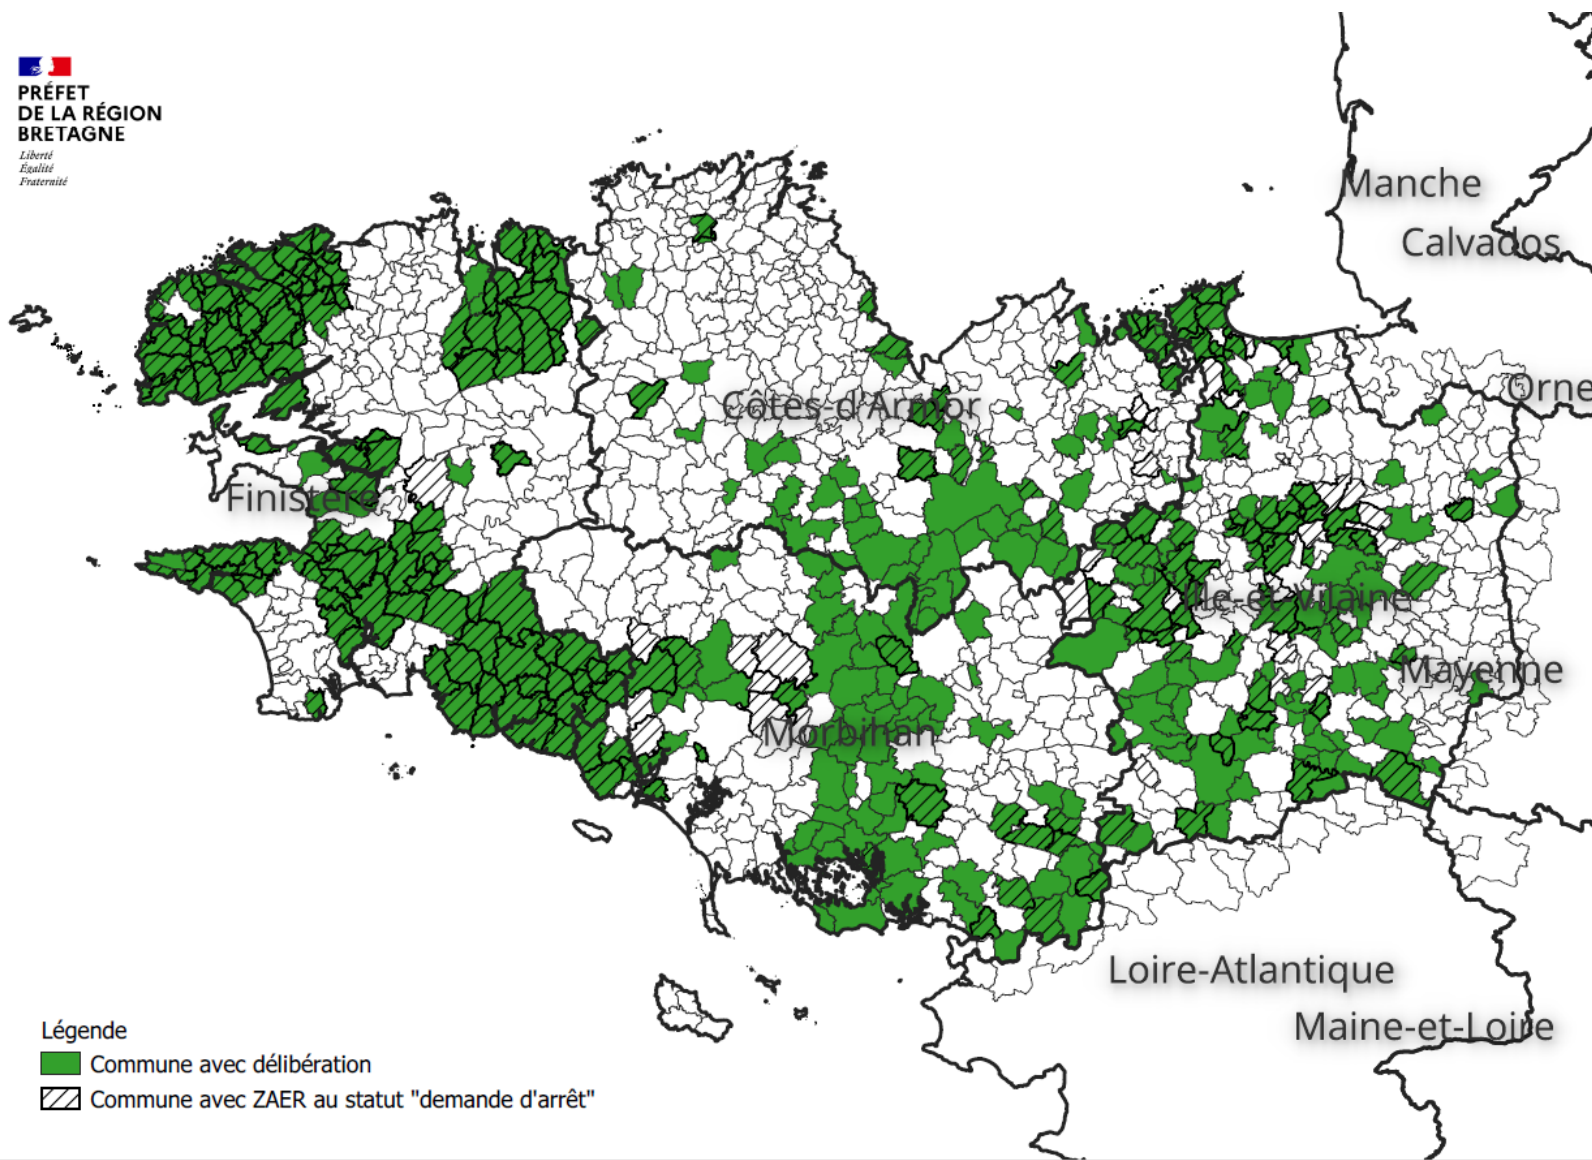 PRÉFET
DE LA RÉGION
BRETAGNE
Liberté
Égalité
Fraternité
Manche
Calvados
Orne
Côtes-d'Armor
Finistère
Ille-et-Vilaine
Mayenne
Morbihan
Loire-Atlantique
Maine-et-Loire
Légende
Commune avec délibération
Commune avec ZAER au statut "demande d'arrêt"